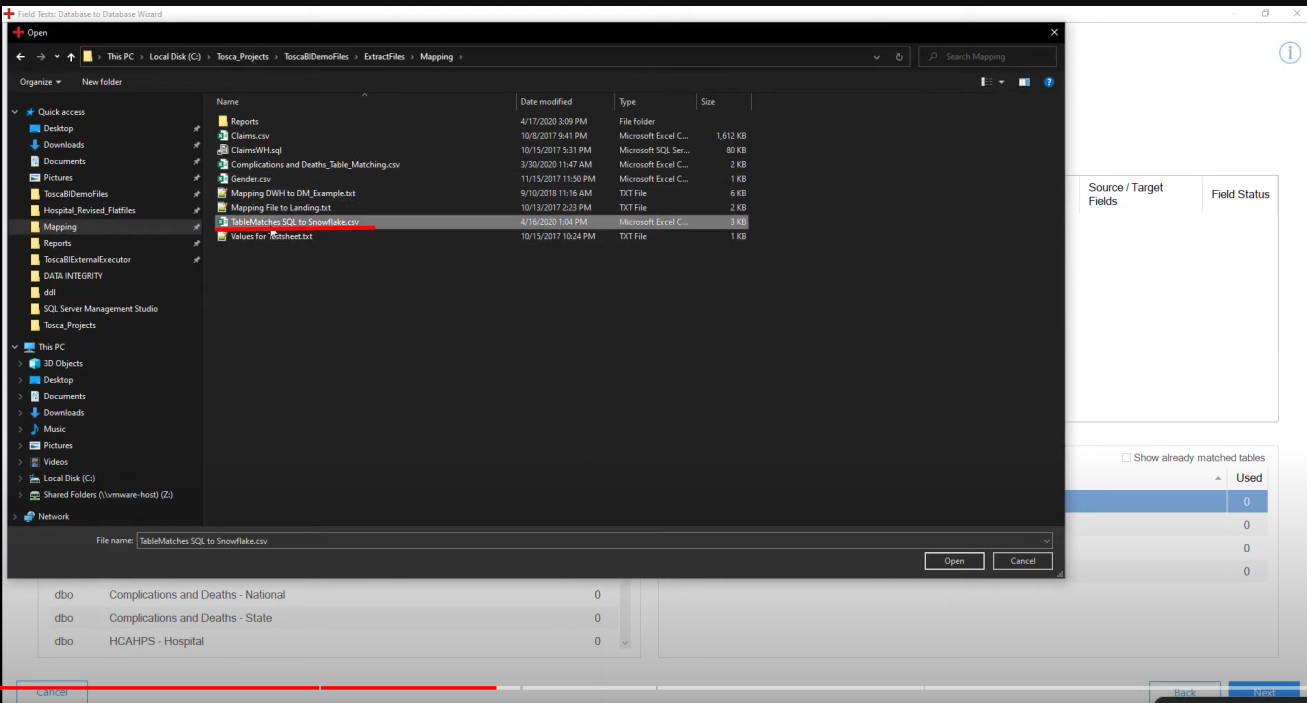 Field Tests: Database to Database Wizard
Open
This PC > Local Disk (C:) > Tosca_Projects > ToscaBIDemoFiles > ExtractFiles > Mapping >
Search Mapping
Organize
New folder
Name Date modified Type Size
Reports 4/17/2020 3:09 PM File folder
Claims.csv 10/8/2017 9:41 PM Microsoft Excel C... 1,612 KB
ClaimsWH.sql 10/15/2017 5:31 PM Microsoft SQL Ser... 80 KB
Complications and Deaths_Table_Matching.csv 3/30/2020 11:47 AM Microsoft Excel C... 2 KB
Gender.csv 11/15/2017 11:50 PM Microsoft Excel C... 1 KB
Mapping DWH to DM_Example.txt 9/10/2018 11:16 AM TXT File 6 KB
Mapping File to Landing.txt 10/13/2017 2:23 PM TXT File 2 KB
TableMatches SQL to Snowflake.csv 4/16/2020 1:04 PM Microsoft Excel C... 3 KB
Values for Testsheet.txt 10/15/2017 10:24 PM TXT File 1 KB
Quick access
Desktop
Downloads
Documents
Pictures
ToscaBIDemoFiles
Hospital_Revised_Flatfiles
Mapping
Reports
ToscaBIExternalExecutor
DATA INTEGRITY
ddl
SQL Server Management Studio
Tosca_Projects
This PC
3D Objects
Desktop
Documents
Downloads
Music
Pictures
Videos
Local Disk (C:)
Shared Folders (\\vmware-host) (Z:)
Network
File name: TableMatches SQL to Snowflake.csv
Open
Cancel
Source / Target
Fields
Field Status
Show already matched tables
Used
0
0
0
0
dbo Complications and Deaths - National 0
dbo Complications and Deaths - State 0
dbo HCAHPS - Hospital 0
Cancel
Back
Next